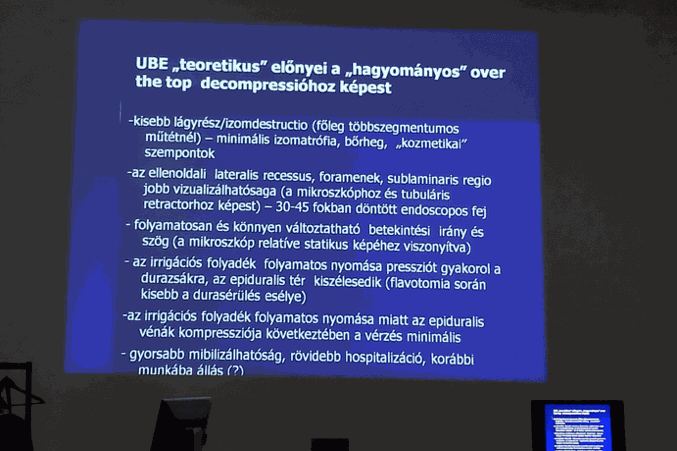 UBE „teoretikus” előnyei a „hagyományos” over
the top decompressióhoz képest
-kisebb lágyrész/izomdestructio (főleg többszegmentumos
műtétnél) – minimális izomatrófia, bőrheg, „kozmetikai”
szempontok
-az ellenoldali lateralis recessus, foramenek, sublaminaris regio
jobb vizualizálhatósaga (a mikroszkóphoz és tubuláris
retractorhoz képest) – 30-45 fokban döntött endoscopos fej
- folyamatosan és könnyen változtatható betekintési irány és
szög (a mikroszkóp relatíve statikus képéhez viszonyítva)
- az irrigációs folyadék folyamatos nyomása pressziót gyakorol a
durazsákra, az epiduralis tér kiszélesedik (flavotomia során
kisebb a durasérülés esélye)
-az irrigációs folyadék folyamatos nyomása miatt az epiduralis
vénák kompressziója következtében a vérzés minimális
- gyorsabb mibilizálhatóság, rövidebb hospitalizáció, korábbi
munkába állás (?)